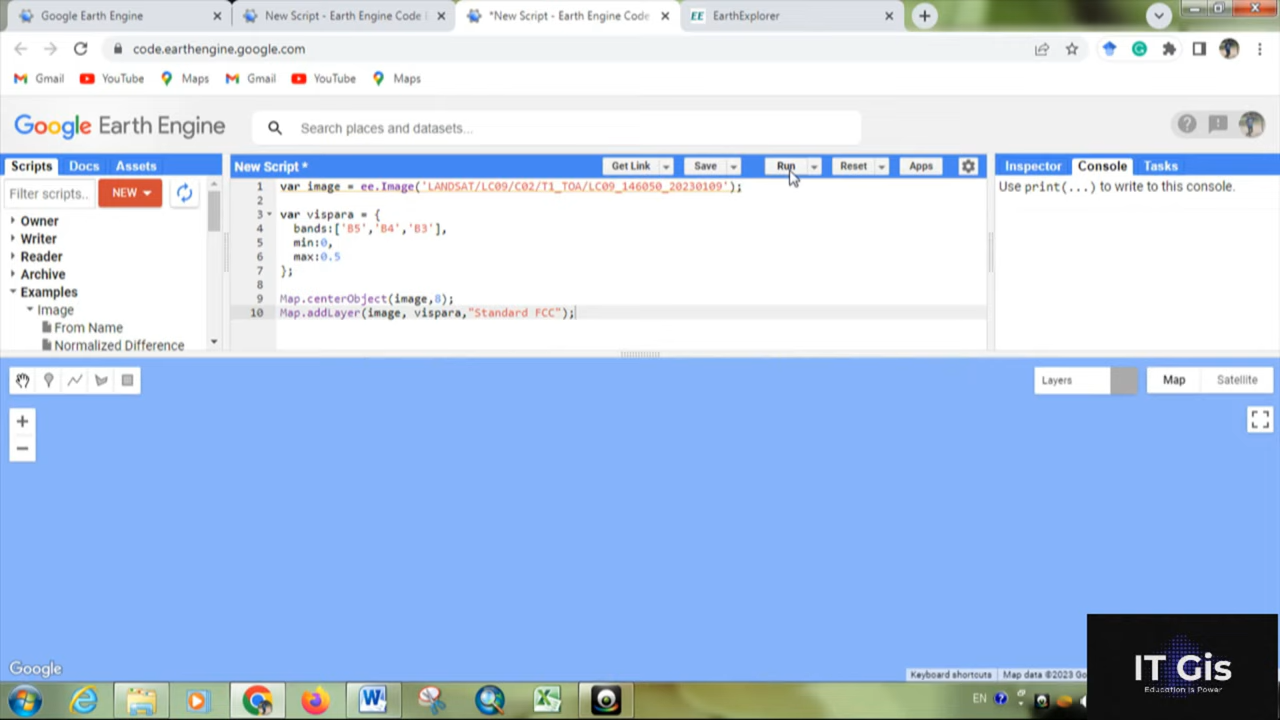 Google Earth Engine
New Script - Earth Engine Code
*New Script - Earth Engine Code
EE EarthExplorer
code.earthengine.google.com
Gmail YouTube Maps Gmail YouTube Maps
Google Earth Engine
Search places and datasets...
Scripts Docs Assets
New Script *
Get Link Save Run Reset Apps
Inspector Console Tasks
Filter scripts...
NEW
Use print(...) to write to this console.
Owner
Writer
Reader
Archive
Examples
Image
From Name
Normalized Difference
1 var image = ee.Image('LANDSAT/LC09/C02/T1_TOA/LC09_146050_20230109');
2
3 var vispara = {
4 bands:['B5','B4','B3'],
5 min:0,
6 max:0.5
7 };
8
9 Map.centerObject(image,8);
10 Map.addLayer(image, vispara,"Standard FCC");
Layers
Map Satellite
Google
Keyboard shortcuts
Map data ©2023
IT Gis
Education is Power
EN